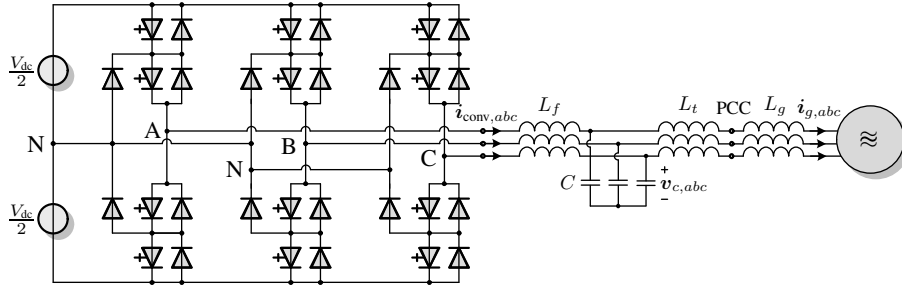 V_dc/2
N
V_dc/2
A
B
N
C
i_conv,abc
L_f
C
L_t
+
v_c,abc
−
PCC
L_g
i_g,abc
≈